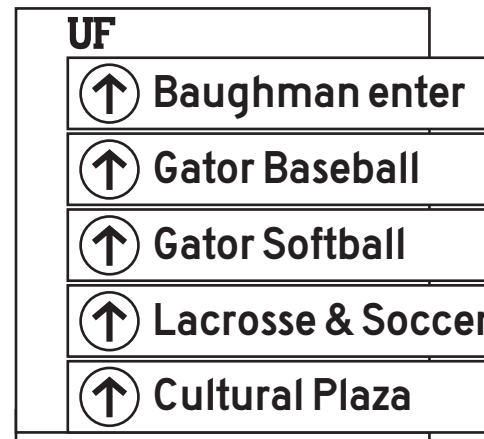 UF
Baughman enter
Gator Baseball
Gator Softball
Lacrosse & Soccer
Cultural Plaza